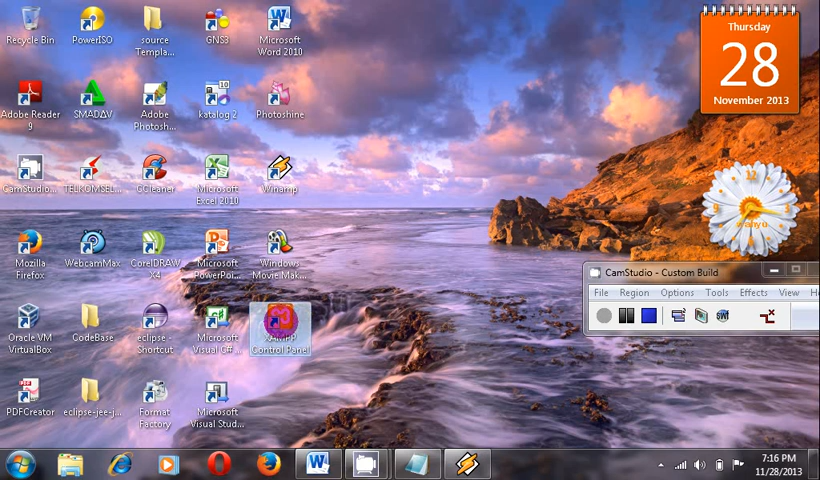 Recycle Bin
PowerISO
source
Templa...
GNS3
Microsoft
Word 2010
Adobe Reader
9
SMADΔV
Adobe
Photosh...
katalog 2
Photoshine
CamStudio...
TELKOMSEL...
CCleaner
Microsoft
Excel 2010
Winamp
Mozilla
Firefox
WebcamMax
CorelDRAW
X4
Microsoft
PowerPoi...
Windows
Movie Mak...
Oracle VM
VirtualBox
CodeBase
eclipse -
Shortcut
Microsoft
Visual C# ...
XAMPP
Control Panel
PDFCreator
eclipse-jee-j...
Format
Factory
Microsoft
Visual Stud...
Thursday
28
November 2013
CamStudio - Custom Build
File Region Options Tools Effects View He
SWF
7:16 PM
11/28/2013